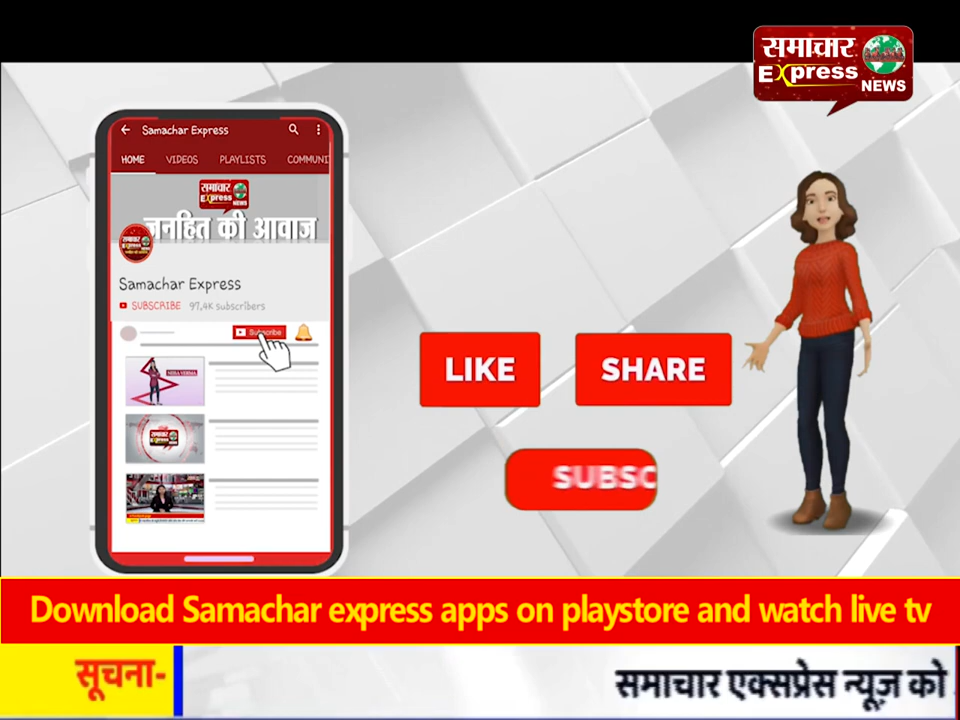 समाचार
Express
NEWS
Samachar Express
HOME VIDEOS PLAYLISTS COMMUNI
समाचार
Express
NEWS
जनहित की आवाज
Samachar Express
SUBSCRIBE 97.4K subscribers
Subscribe
LIKE
SHARE
SUBSC
Download Samachar express apps on playstore and watch live tv
सूचना-
समाचार एक्सप्रेस न्यूज़ को